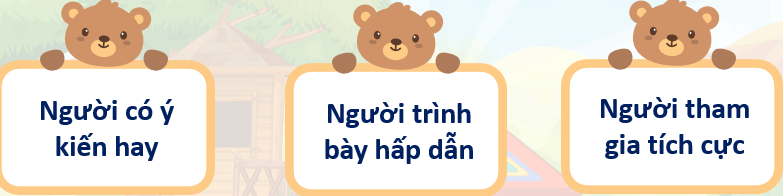 Người có ý
kiến hay
Người trình
bày hấp dẫn
Người tham
gia tích cực